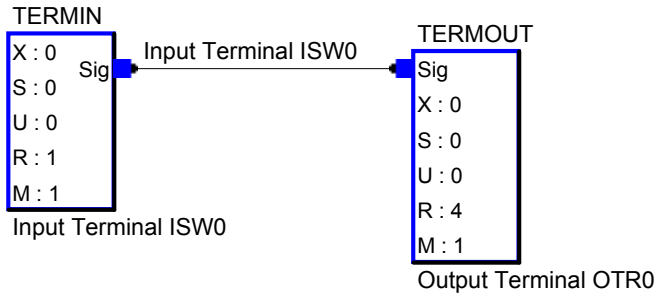 TERMIN
X : 0
Sig
S : 0
U : 0
R : 1
M : 1
Input Terminal ISW0
Input Terminal ISW0
TERMOUT
Sig
X : 0
S : 0
U : 0
R : 4
M : 1
Output Terminal OTR0